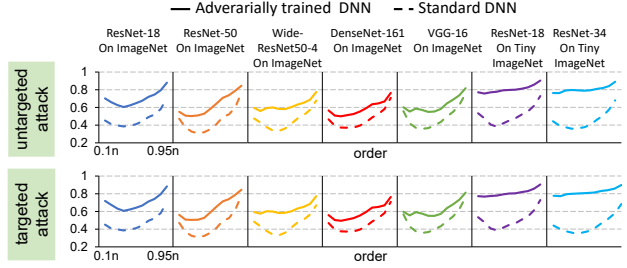 Adverarially trained DNN
Standard DNN
ResNet-18
On ImageNet
ResNet-50
On ImageNet
Wide-
ResNet50-4
On ImageNet
DenseNet-161
On ImageNet
VGG-16
On ImageNet
ResNet-18
On Tiny
ImageNet
ResNet-34
On Tiny
ImageNet
untargeted
attack
1
0.8
0.6
0.4
0.2
0.1n
0.95n
order
targeted
attack
1
0.8
0.6
0.4
0.2
0.1n
0.95n
order